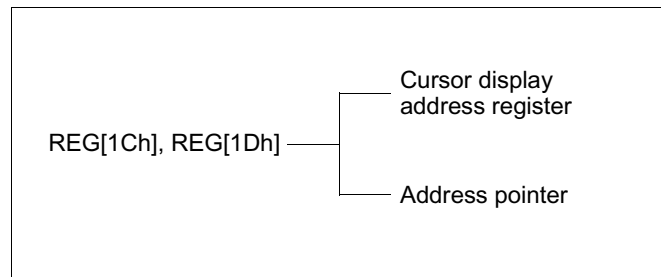 Cursor display
address register
REG[1Ch], REG[1Dh]
Address pointer